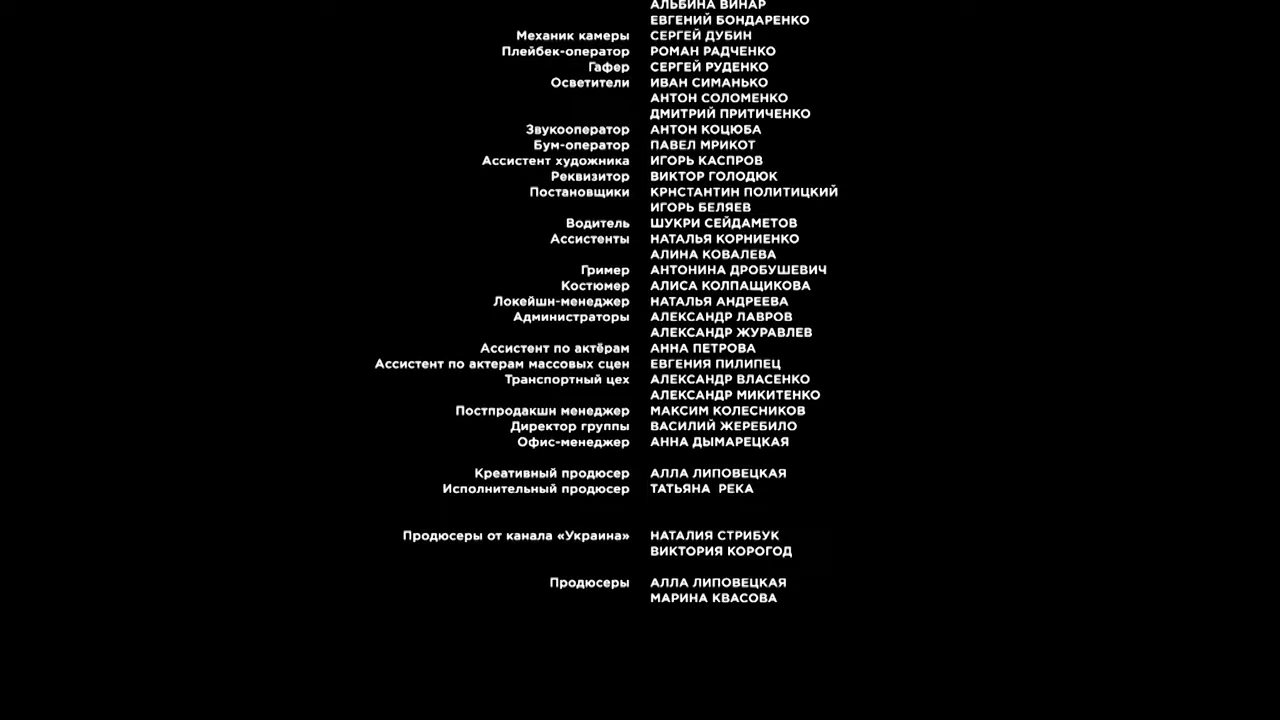 АЛЬБИНА ВИНАР
ЕВГЕНИЙ БОНДАРЕНКО
Механик камеры СЕРГЕЙ ДУБИН
Плейбек-оператор РОМАН РАДЧЕНКО
Гафер СЕРГЕЙ РУДЕНКО
Осветители ИВАН СИМАНЬКО
АНТОН СОЛОМЕНКО
ДМИТРИЙ ПРИТИЧЕНКО
Звукооператор АНТОН КОЦЮБА
Бум-оператор ПАВЕЛ МРИКОТ
Ассистент художника ИГОРЬ КАСПРОВ
Реквизитор ВИКТОР ГОЛОДЮК
Постановщики КРНСТАНТИН ПОЛИТИЦКИЙ
ИГОРЬ БЕЛЯЕВ
Водитель ШУКРИ СЕЙДАМЕТОВ
Ассистенты НАТАЛЬЯ КОРНИЕНКО
АЛИНА КОВАЛЕВА
Гример АНТОНИНА ДРОБУШЕВИЧ
Костюмер АЛИСА КОЛПАЩИКОВА
Локейшн-менеджер НАТАЛЬЯ АНДРЕЕВА
Администраторы АЛЕКСАНДР ЛАВРОВ
АЛЕКСАНДР ЖУРАВЛЕВ
Ассистент по актёрам АННА ПЕТРОВА
Ассистент по актерам массовых сцен ЕВГЕНИЯ ПИЛИПЕЦ
Транспортный цех АЛЕКСАНДР ВЛАСЕНКО
АЛЕКСАНДР МИКИТЕНКО
Постпродакшн менеджер МАКСИМ КОЛЕСНИКОВ
Директор группы ВАСИЛИЙ ЖЕРЕБИЛО
Офис-менеджер АННА ДЫМАРЕЦКАЯ
Креативный продюсер АЛЛА ЛИПОВЕЦКАЯ
Исполнительный продюсер ТАТЬЯНА РЕКА
Продюсеры от канала «Украина» НАТАЛИЯ СТРИБУК
ВИКТОРИЯ КОРОГОД
Продюсеры АЛЛА ЛИПОВЕЦКАЯ
МАРИНА КВАСОВА